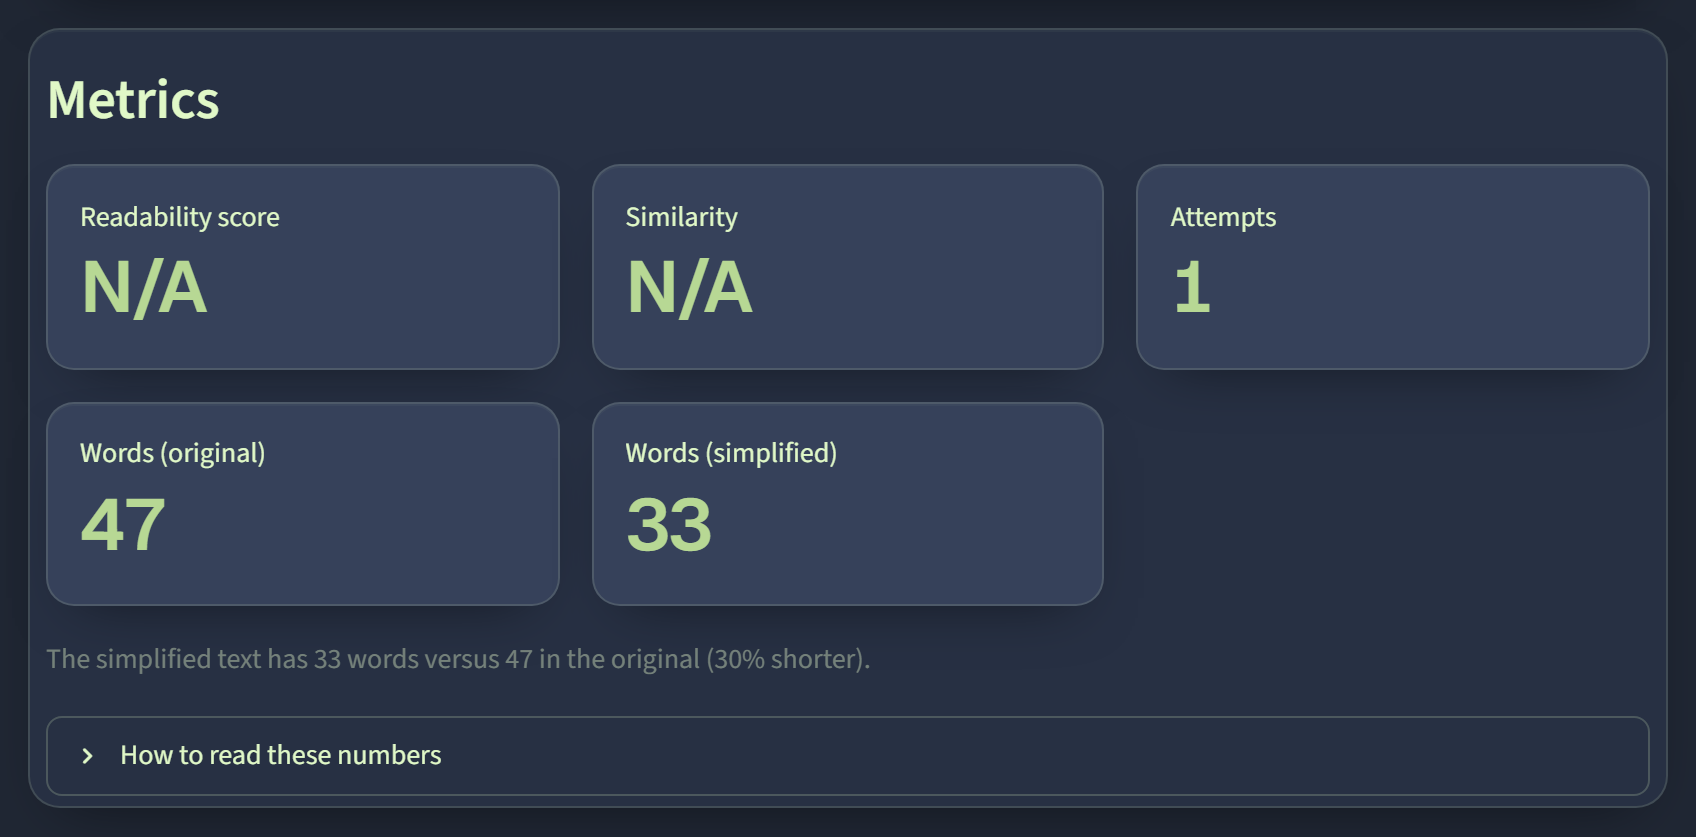 Metrics
Readability score
N/A
Similarity
N/A
Attempts
1
Words (original)
47
Words (simplified)
33
The simplified text has 33 words versus 47 in the original (30% shorter).
How to read these numbers